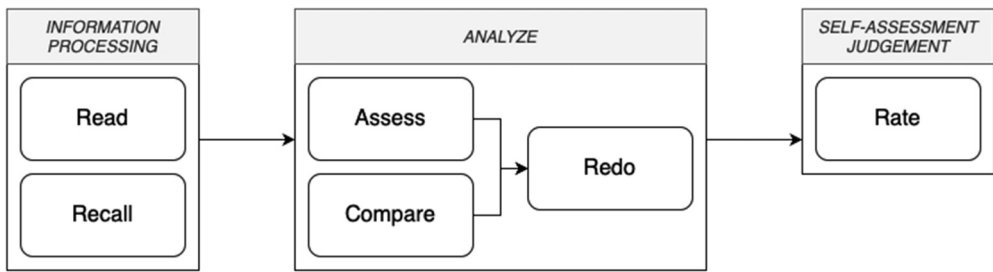 INFORMATION
PROCESSING
Read
Recall
ANALYZE
Assess
Compare
Redo
SELF-ASSESSMENT
JUDGEMENT
Rate